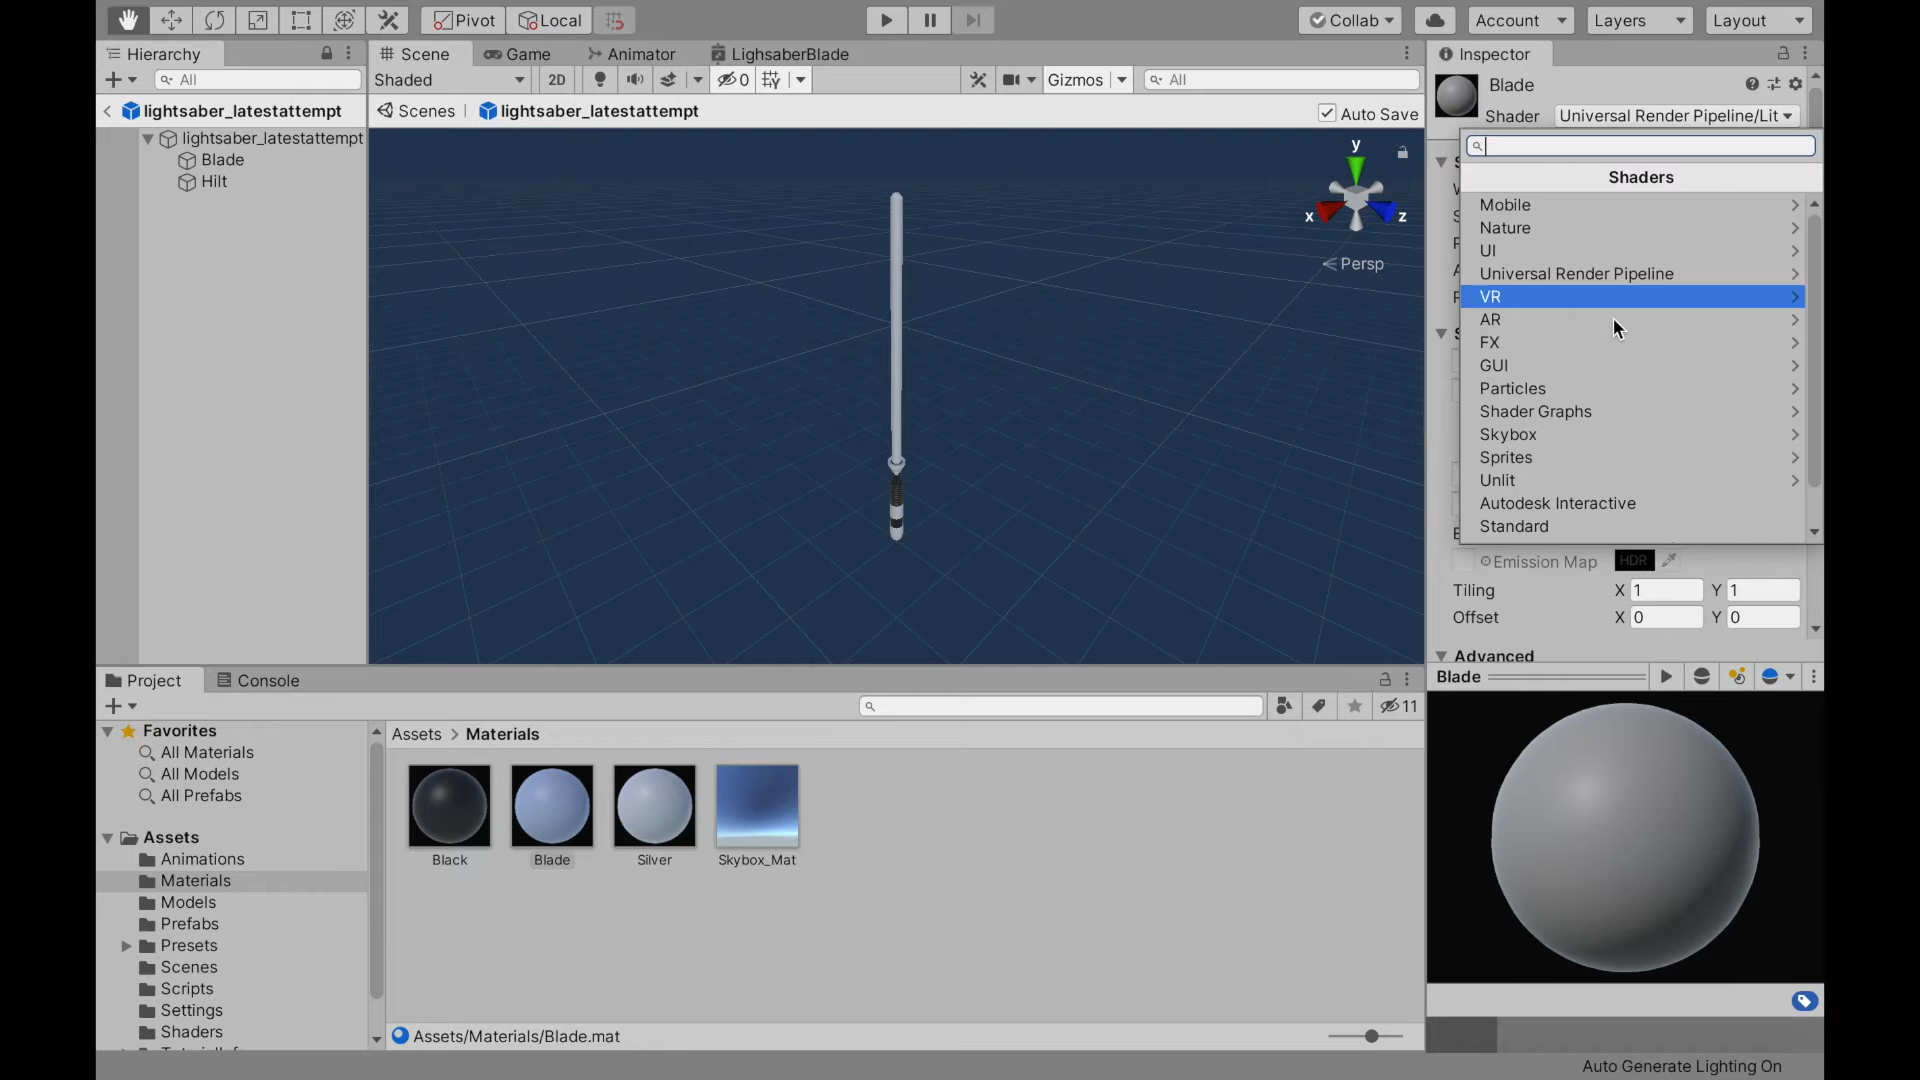 Pivot
Local
Collab
Account
Layers
Layout
Hierarchy
All
lightsaber_latestattempt
lightsaber_latestattempt
Blade
Hilt
Scene
Game
Animator
LighsaberBlade
Shaded
2D
0
Gizmos
All
Scenes
lightsaber_latestattempt
Auto Save
y
x
z
Persp
Inspector
Blade
Shader
Universal Render Pipeline/Lit
Shaders
Mobile
Nature
UI
Universal Render Pipeline
VR
AR
FX
GUI
Particles
Shader Graphs
Skybox
Sprites
Unlit
Autodesk Interactive
Standard
Emission Map
HDR
Tiling X 1 Y 1
Offset X 0 Y 0
Advanced
Blade
Project
Console
11
Favorites
All Materials
All Models
All Prefabs
Assets
Animations
Materials
Models
Prefabs
Presets
Scenes
Scripts
Settings
Shaders
Assets > Materials
Black
Blade
Silver
Skybox_Mat
Assets/Materials/Blade.mat
Auto Generate Lighting On